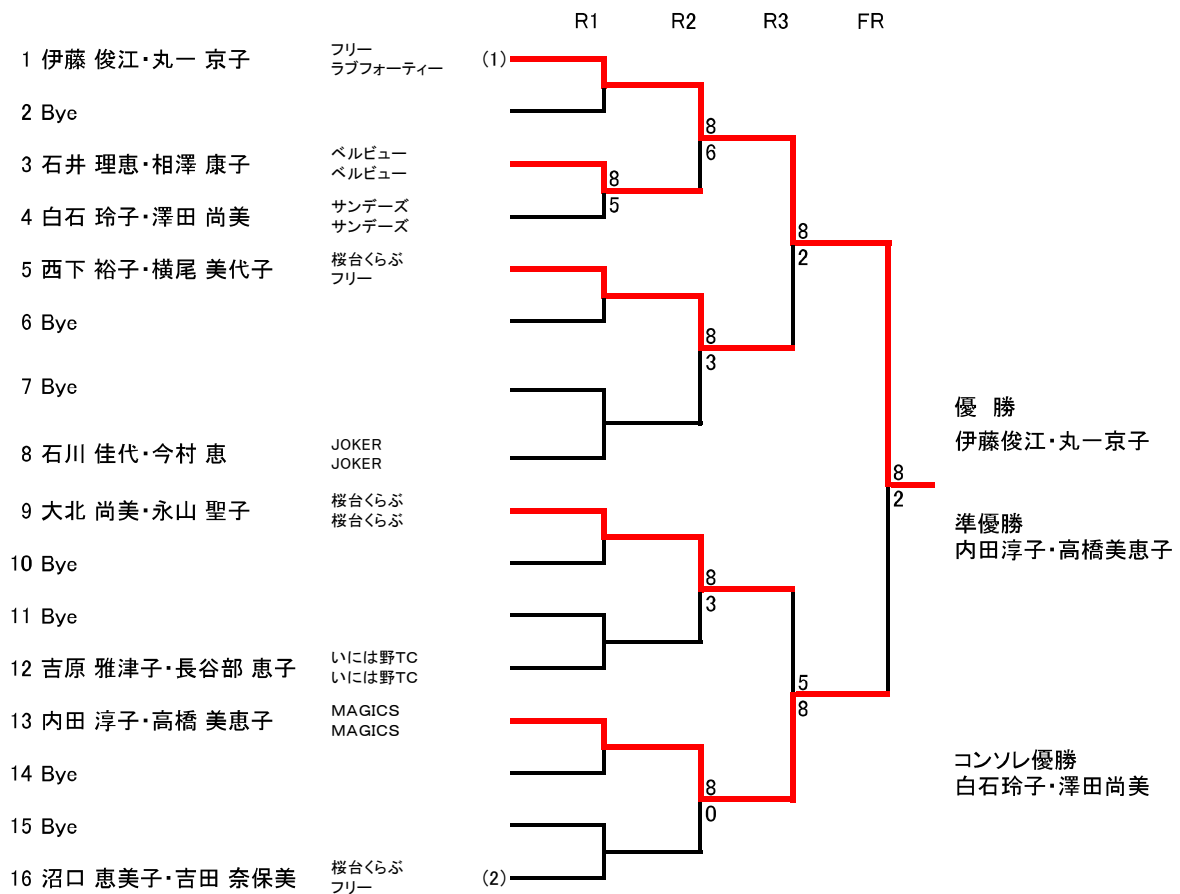 R1 R2 R3 FR
1 伊藤 俊江・丸一 京子 フリー (1)
ラブフォーティー
2 Bye
8
6
3 石井 理恵・相澤 康子 ベルビュー
ベルビュー
8
5
4 白石 玲子・澤田 尚美 サンデーズ
サンデーズ
8
2
5 西下 裕子・横尾 美代子 桜台くらぶ
フリー
6 Bye
8
3
7 Bye
優 勝
伊藤俊江・丸一京子
8 石川 佳代・今村 恵 JOKER
JOKER
8
2
9 大北 尚美・永山 聖子 桜台くらぶ
桜台くらぶ
準優勝
内田淳子・高橋美恵子
10 Bye
8
3
11 Bye
12 吉原 雅津子・長谷部 恵子 いには野TC
いには野TC
5
8
13 内田 淳子・高橋 美恵子 MAGICS
MAGICS
コンソレ優勝
白石玲子・澤田尚美
14 Bye
8
0
15 Bye
16 沼口 恵美子・吉田 奈保美 桜台くらぶ (2)
フリー